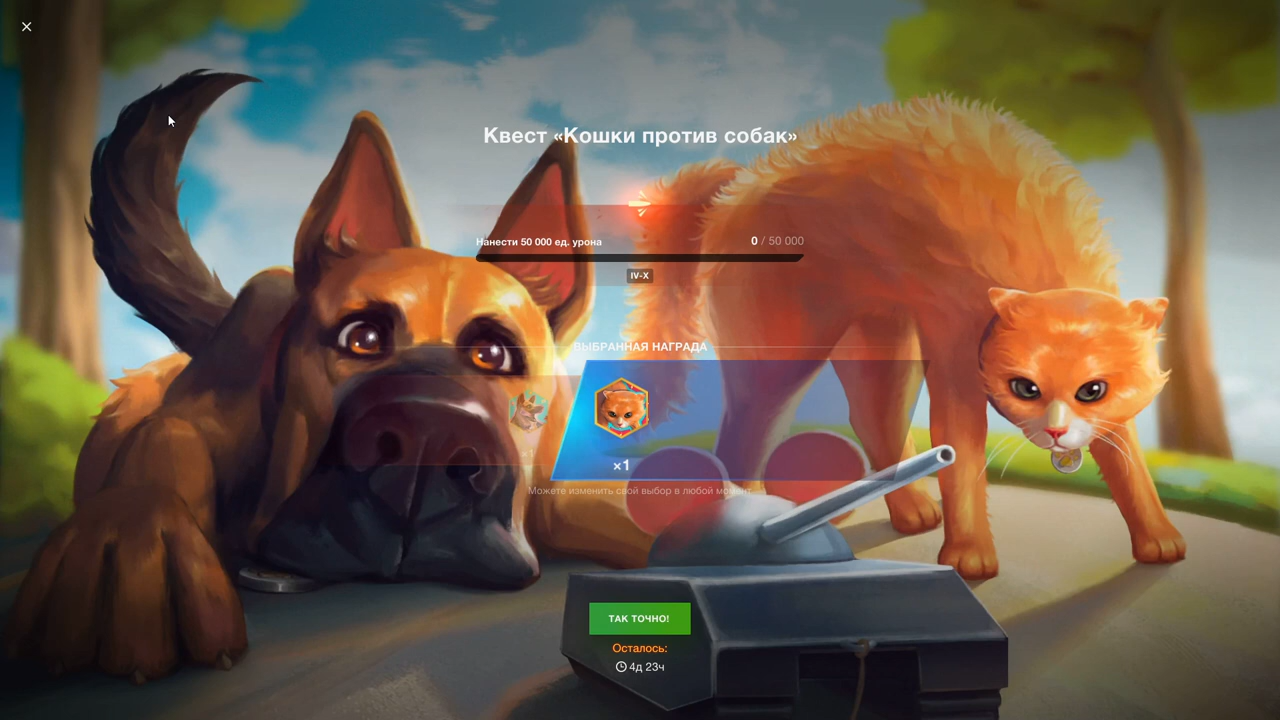 Квест «Кошки против собак»
Нанести 50 000 ед. урона
0 / 50 000
IV-X
ВЫБРАННАЯ НАГРАДА
×1
Можете изменить свой выбор в любой момент
ТАК ТОЧНО!
Осталось:
4д 23ч